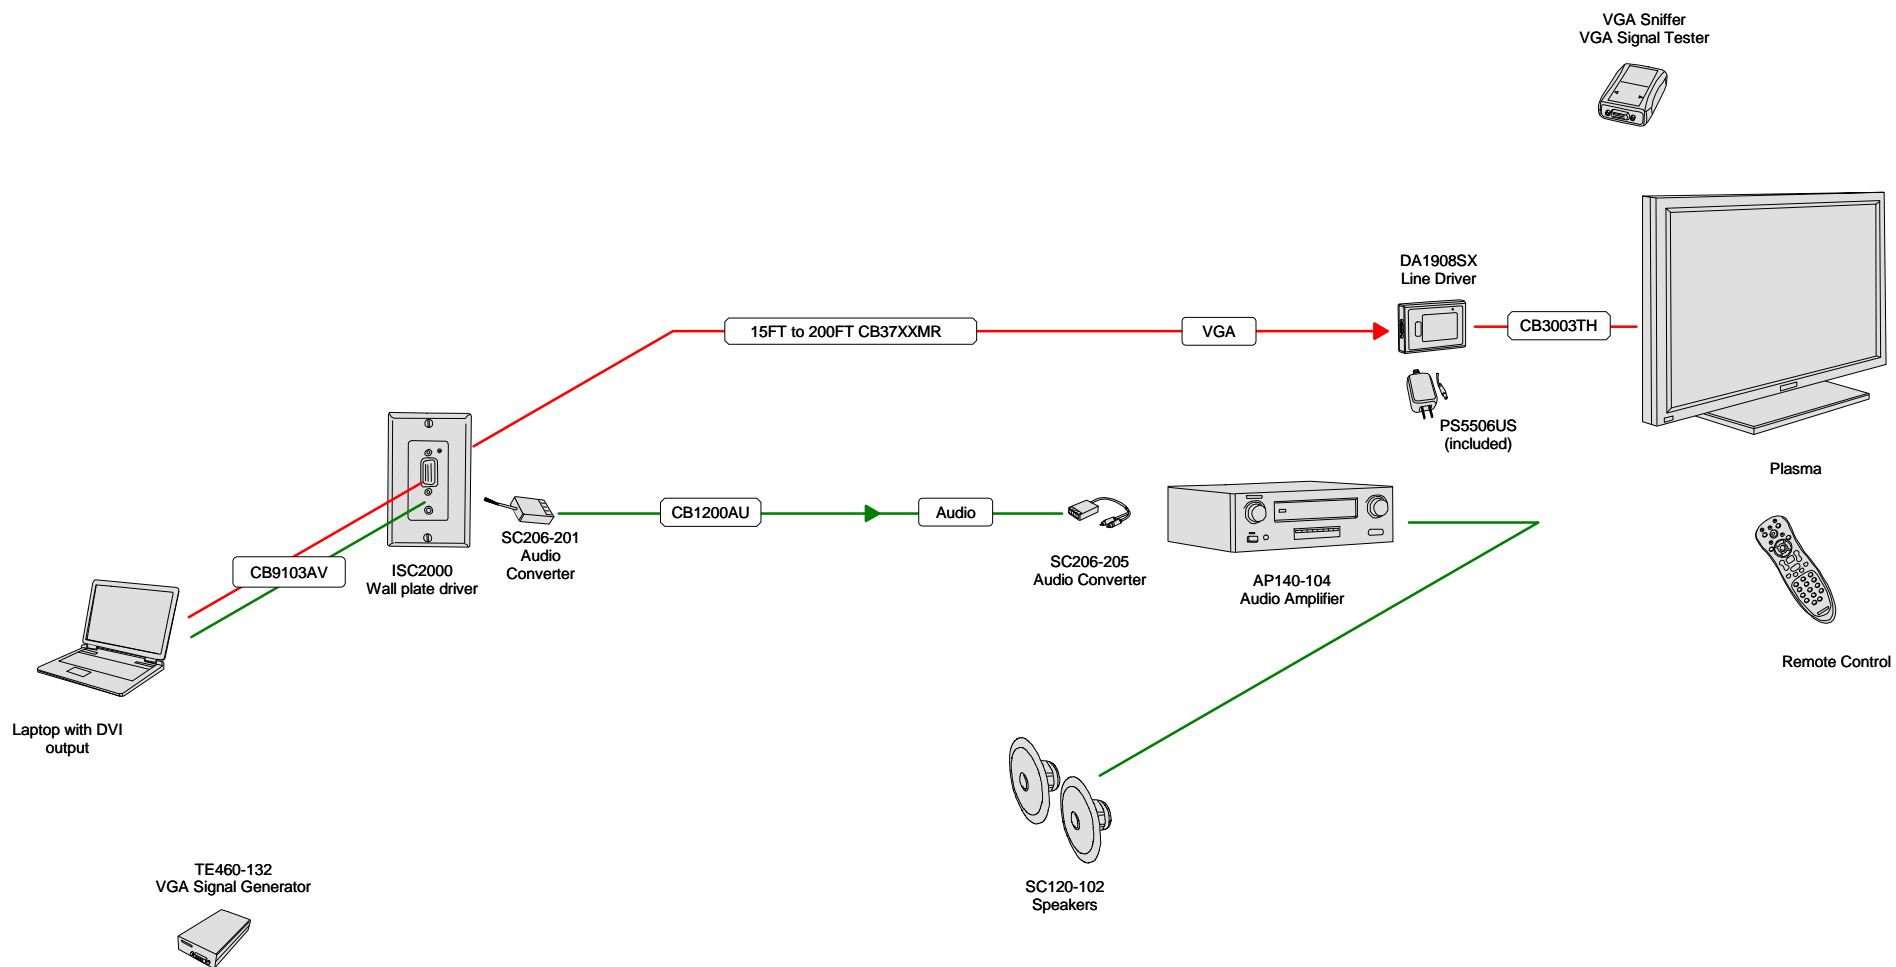 VGA Sniffer
VGA Signal Tester
DA1908SX
Line Driver
15FT to 200FT CB37XXMR
VGA
CB3003TH
PS5506US
(included)
Plasma
CB1200AU
Audio
SC206-201
Audio
Converter
SC206-205
Audio Converter
AP140-104
Audio Amplifier
CB9103AV
ISC2000
Wall plate driver
Remote Control
Laptop with DVI
output
TE460-132
VGA Signal Generator
SC120-102
Speakers